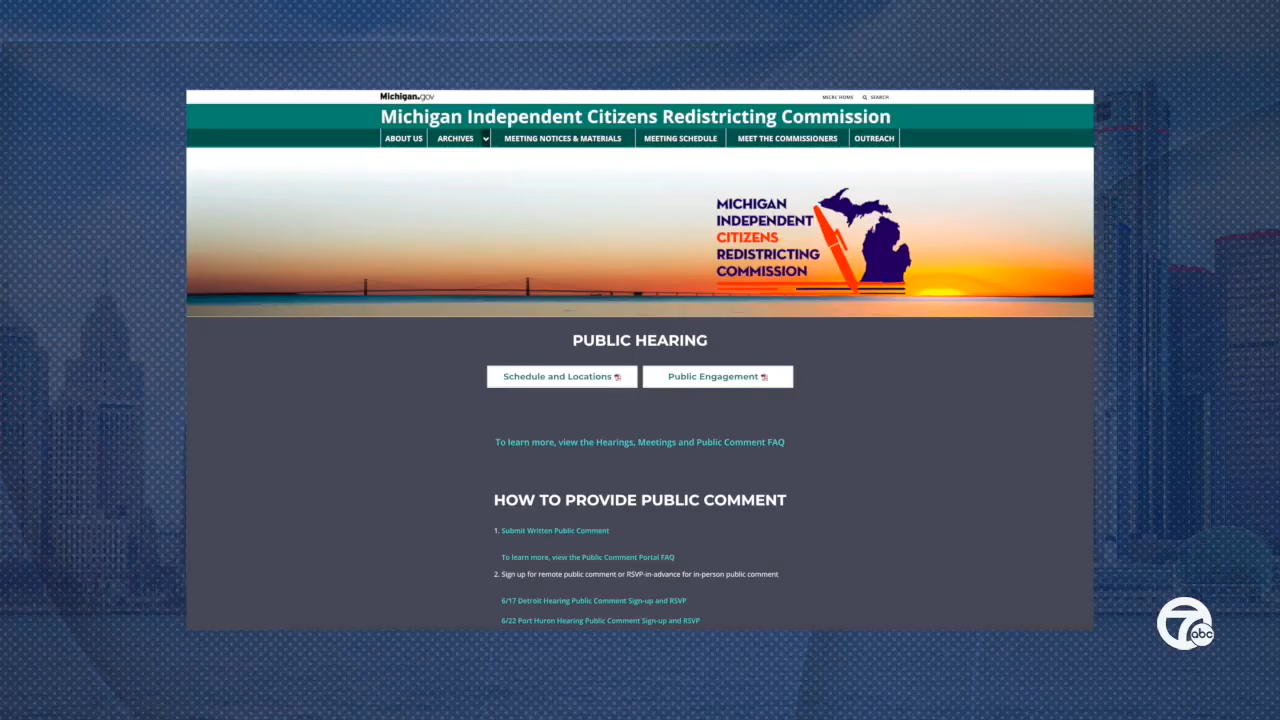 Michigan.gov
MICRC HOME
SEARCH
Michigan Independent Citizens Redistricting Commission
ABOUT US
ARCHIVES
MEETING NOTICES & MATERIALS
MEETING SCHEDULE
MEET THE COMMISSIONERS
OUTREACH
MICHIGAN
INDEPENDENT
CITIZENS
REDISTRICTING
COMMISSION
PUBLIC HEARING
Schedule and Locations
Public Engagement
To learn more, view the Hearings, Meetings and Public Comment FAQ
HOW TO PROVIDE PUBLIC COMMENT
1. Submit Written Public Comment
To learn more, view the Public Comment Portal FAQ
2. Sign up for remote public comment or RSVP-in-advance for in-person public comment
6/17 Detroit Hearing Public Comment Sign-up and RSVP
6/22 Port Huron Hearing Public Comment Sign-up and RSVP
7 abc